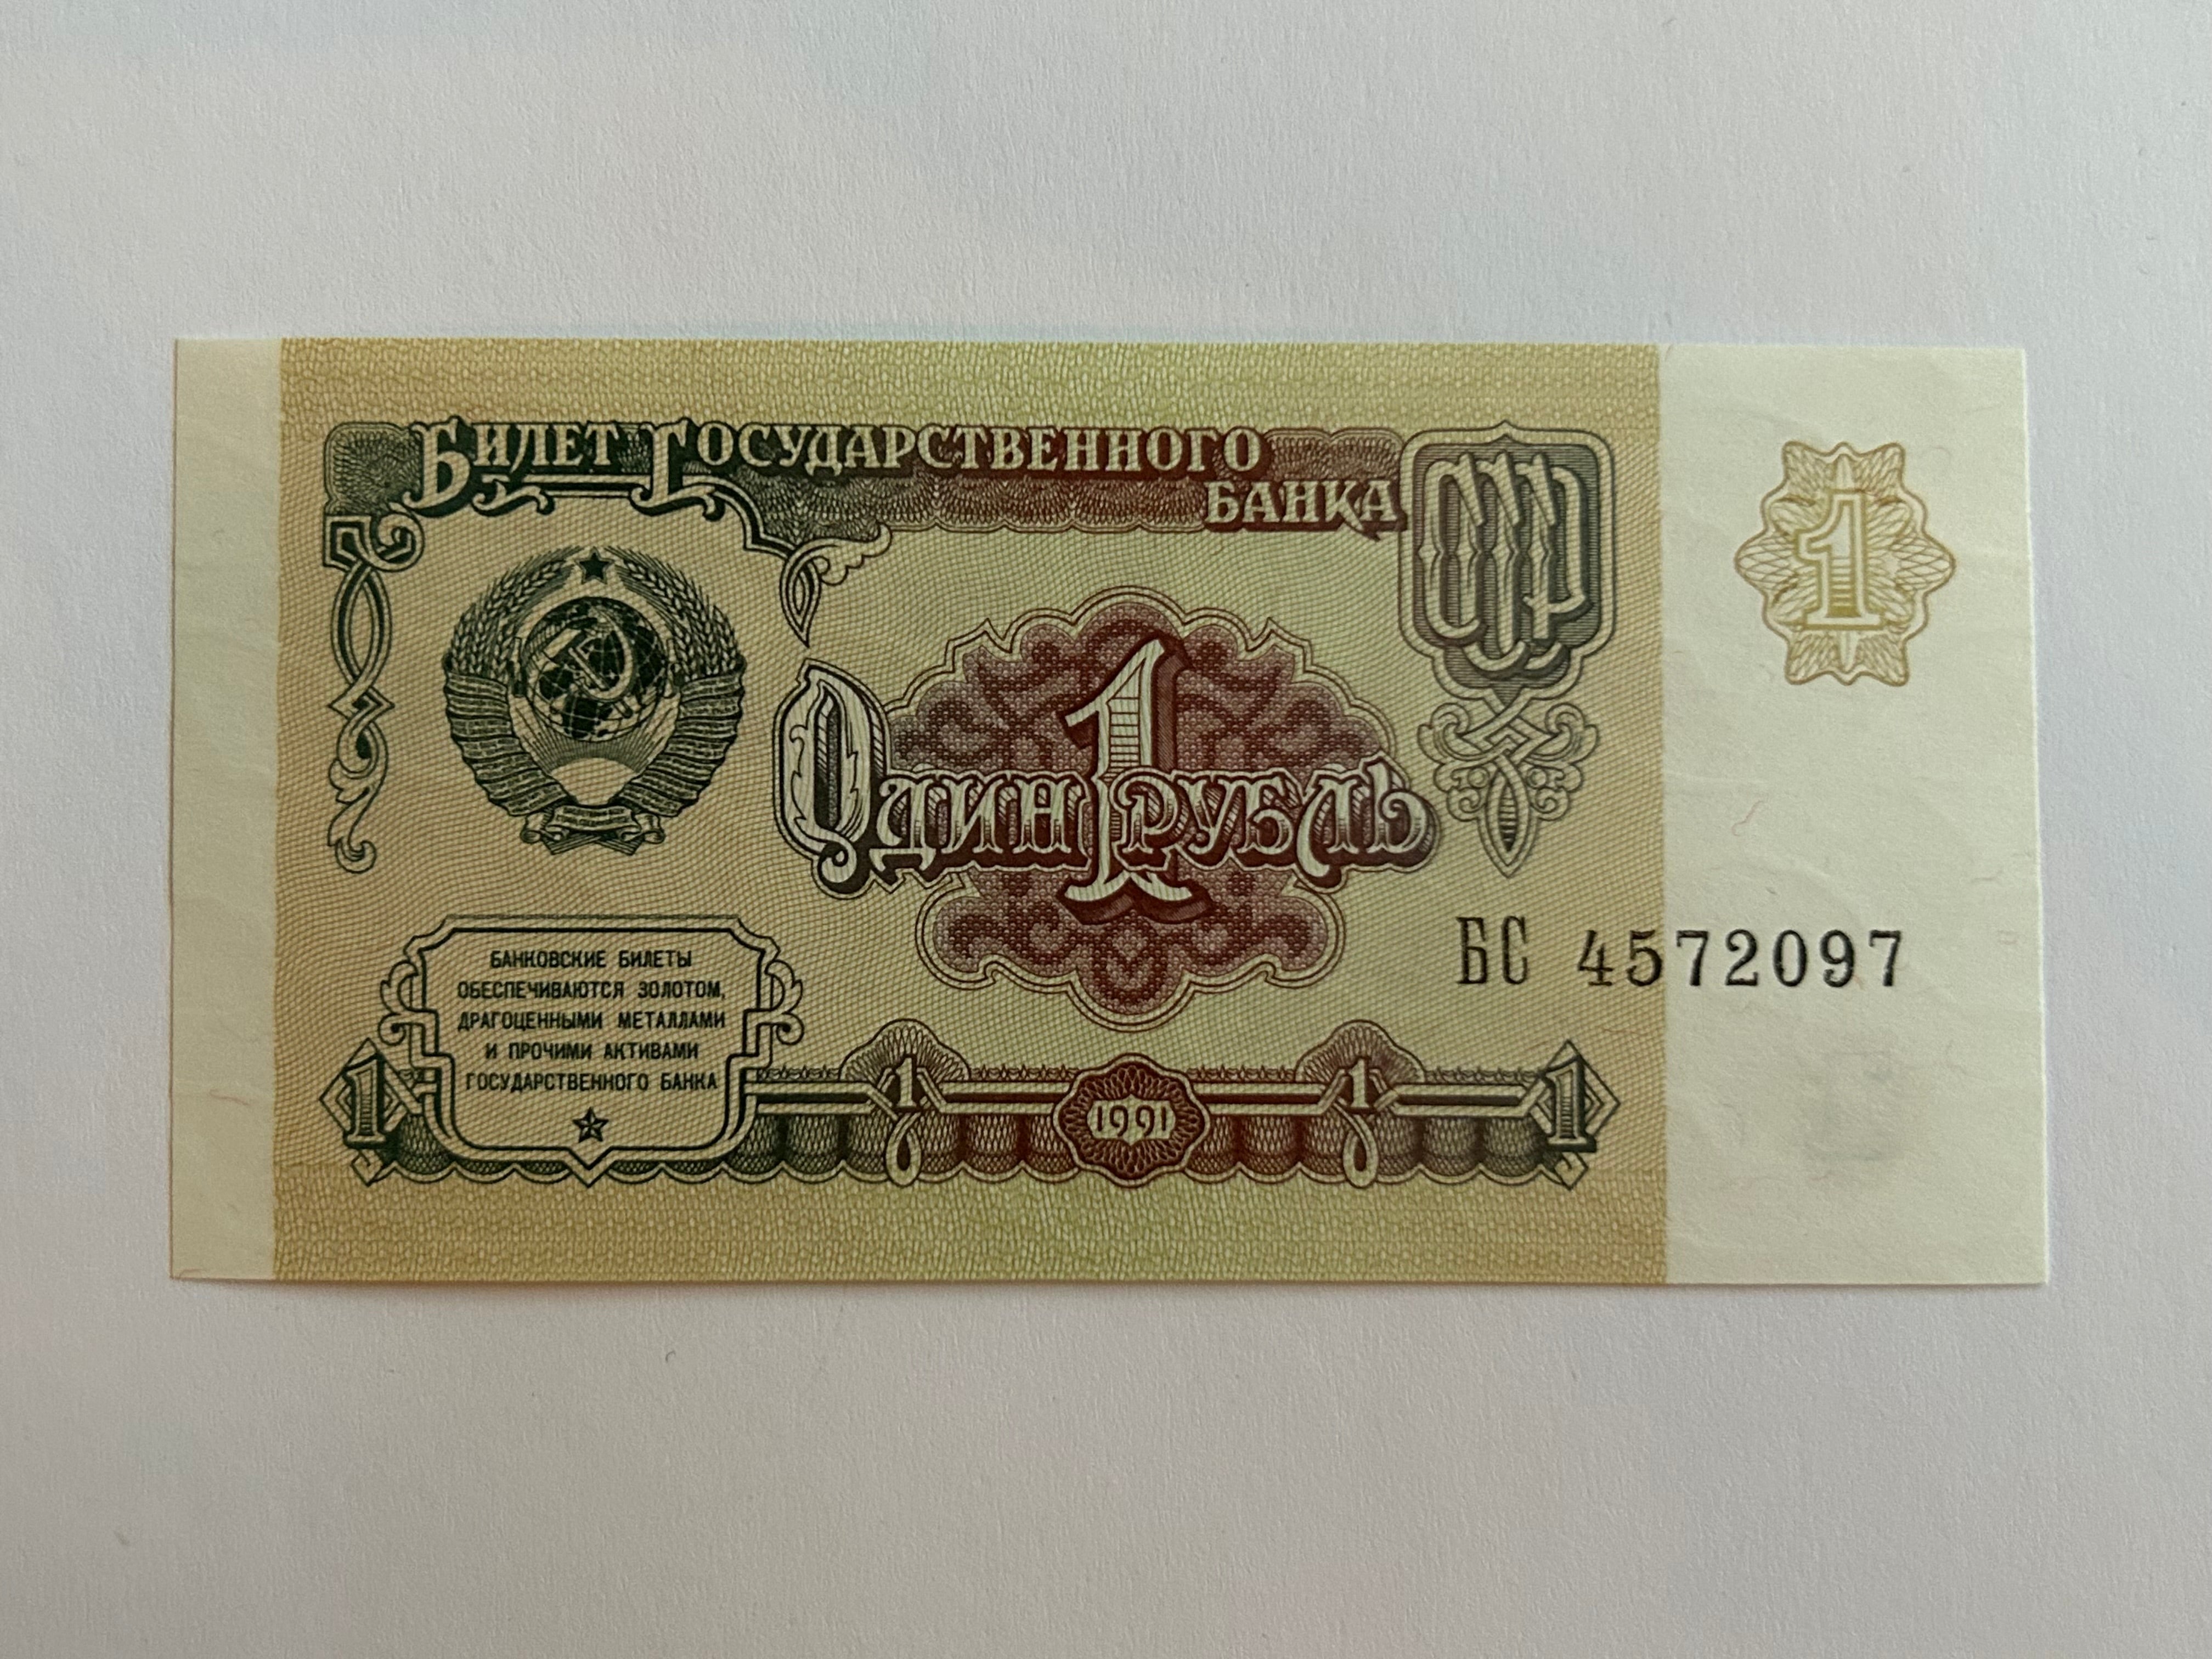 БИЛЕТ ГОСУДАРСТВЕННОГО
БАНКА
СССР
1
1
ОДИН РУБЛЬ
БС 4572097
БАНКОВСКИЕ БИЛЕТЫ
ОБЕСПЕЧИВАЮТСЯ ЗОЛОТОМ,
ДРАГОЦЕННЫМИ МЕТАЛЛАМИ
И ПРОЧИМИ АКТИВАМИ
ГОСУДАРСТВЕННОГО БАНКА
1 1 1991 1 1